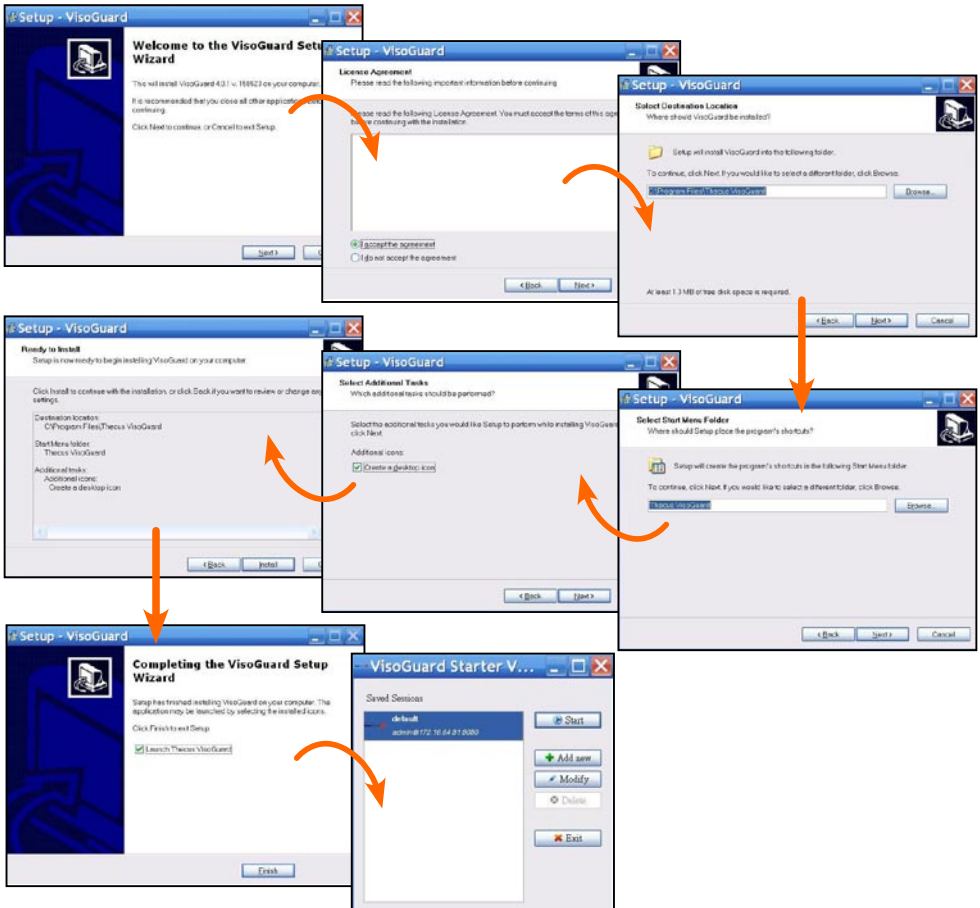 Setup - VisoGuard
Welcome to the VisoGuard Setup
Wizard
This will install VisoGuard 4.0.1 v. on your computer.
It is recommended that you close all other applications before
continuing.
Click Next to continue, or Cancel to exit Setup.
Next >
Setup - VisoGuard
License Agreement
Please read the following important information before continuing
Please read the following License Agreement. You must accept the terms of this
before continuing with the installation.
I accept the agreement
I do not accept the agreement
< Back
Next >
Setup - VisoGuard
Select Destination Location
Where should VisoGuard be installed?
Setup will install VisoGuard into the following folder.
To continue, click Next. If you would like to select a different folder, click Browse.
C:\Program Files\Thecus VisoGuard
Browse...
At least 1.3 MB of free disk space is required.
< Back
Next >
Cancel
Setup - VisoGuard
Select Start Menu Folder
Where should Setup place the program's shortcuts?
Setup will create the program's shortcuts in the following Start Menu folder.
To continue, click Next. If you would like to select a different folder, click Browse.
Thecus VisoGuard
Browse...
< Back
Next >
Cancel
Setup - VisoGuard
Select Additional Tasks
Which additional tasks should be performed?
Select the additional tasks you would like Setup to perform while installing VisoGuard
click Next.
Additional icons:
Create a desktop icon
< Back
Next >
Setup - VisoGuard
Ready to Install
Setup is now ready to begin installing VisoGuard on your computer.
Click Install to continue with the installation, or click Back if you want to review or change any
settings.
Destination location:
C:\Program Files\Thecus VisoGuard
Start Menu folder:
Thecus VisoGuard
Additional tasks:
Additional icons:
Create a desktop icon
< Back
Install
Setup - VisoGuard
Completing the VisoGuard Setup
Wizard
Setup has finished installing VisoGuard on your computer. The
application may be launched by selecting the installed icons.
Click Finish to exit Setup.
Launch Thecus VisoGuard
Finish
VisoGuard Starter V...
Saved Sessions
default
admin@172.16.64.81:8080
Start
Add new
Modify
Delete
Exit